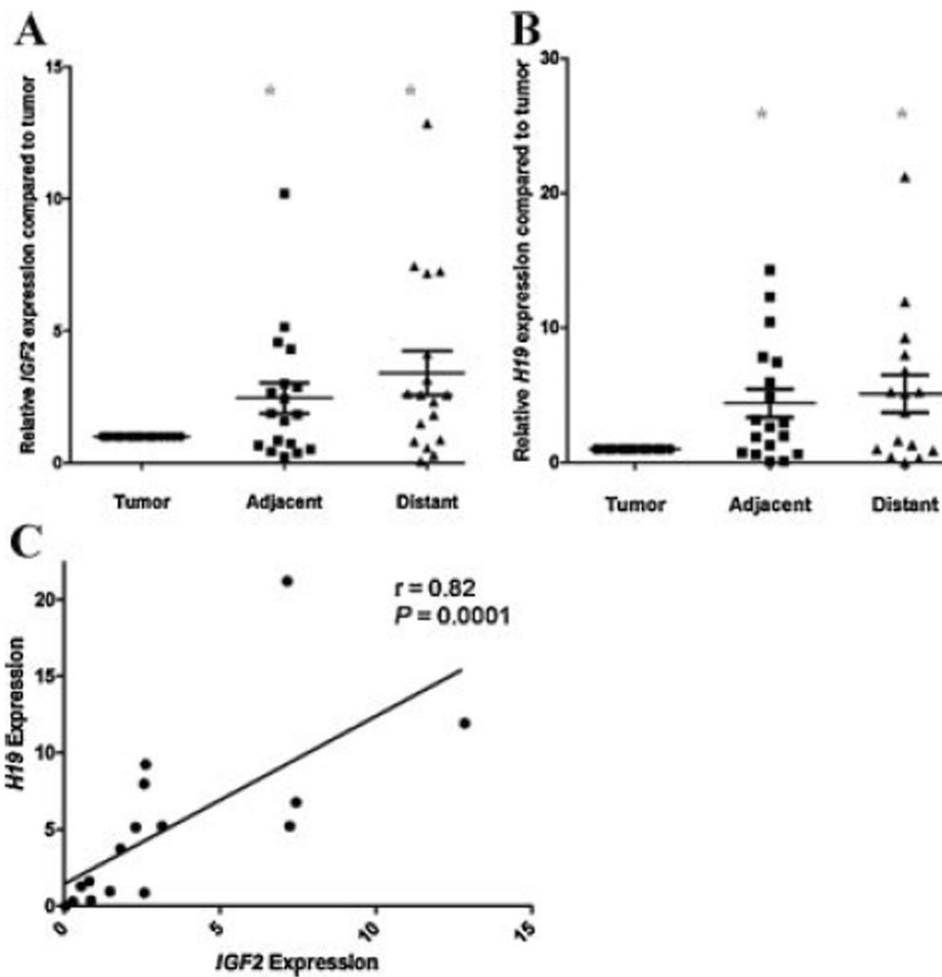 A
Relative IGF2 expression compared to tumor
15
10
5
0
*
*
Tumor
Adjacent
Distant
B
Relative H19 expression compared to tumor
30
20
10
0
*
*
Tumor
Adjacent
Distant
C
H19 Expression
20
15
10
5
0
r = 0.82
P = 0.0001
0
5
10
15
IGF2 Expression